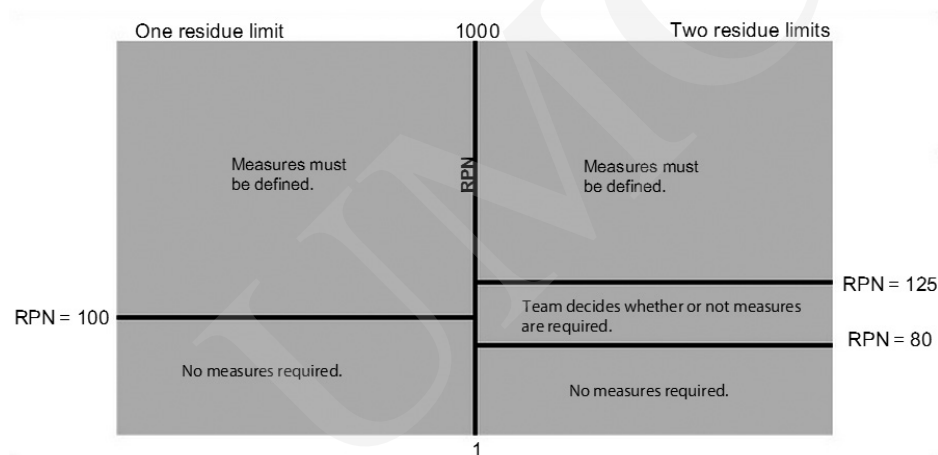 One residue limit
1000
Two residue limits
Measures must
be defined.
RPN
Measures must
be defined.
RPN = 125
Team decides whether or not measures
are required.
RPN = 100
RPN = 80
No measures required.
No measures required.
1
UMC